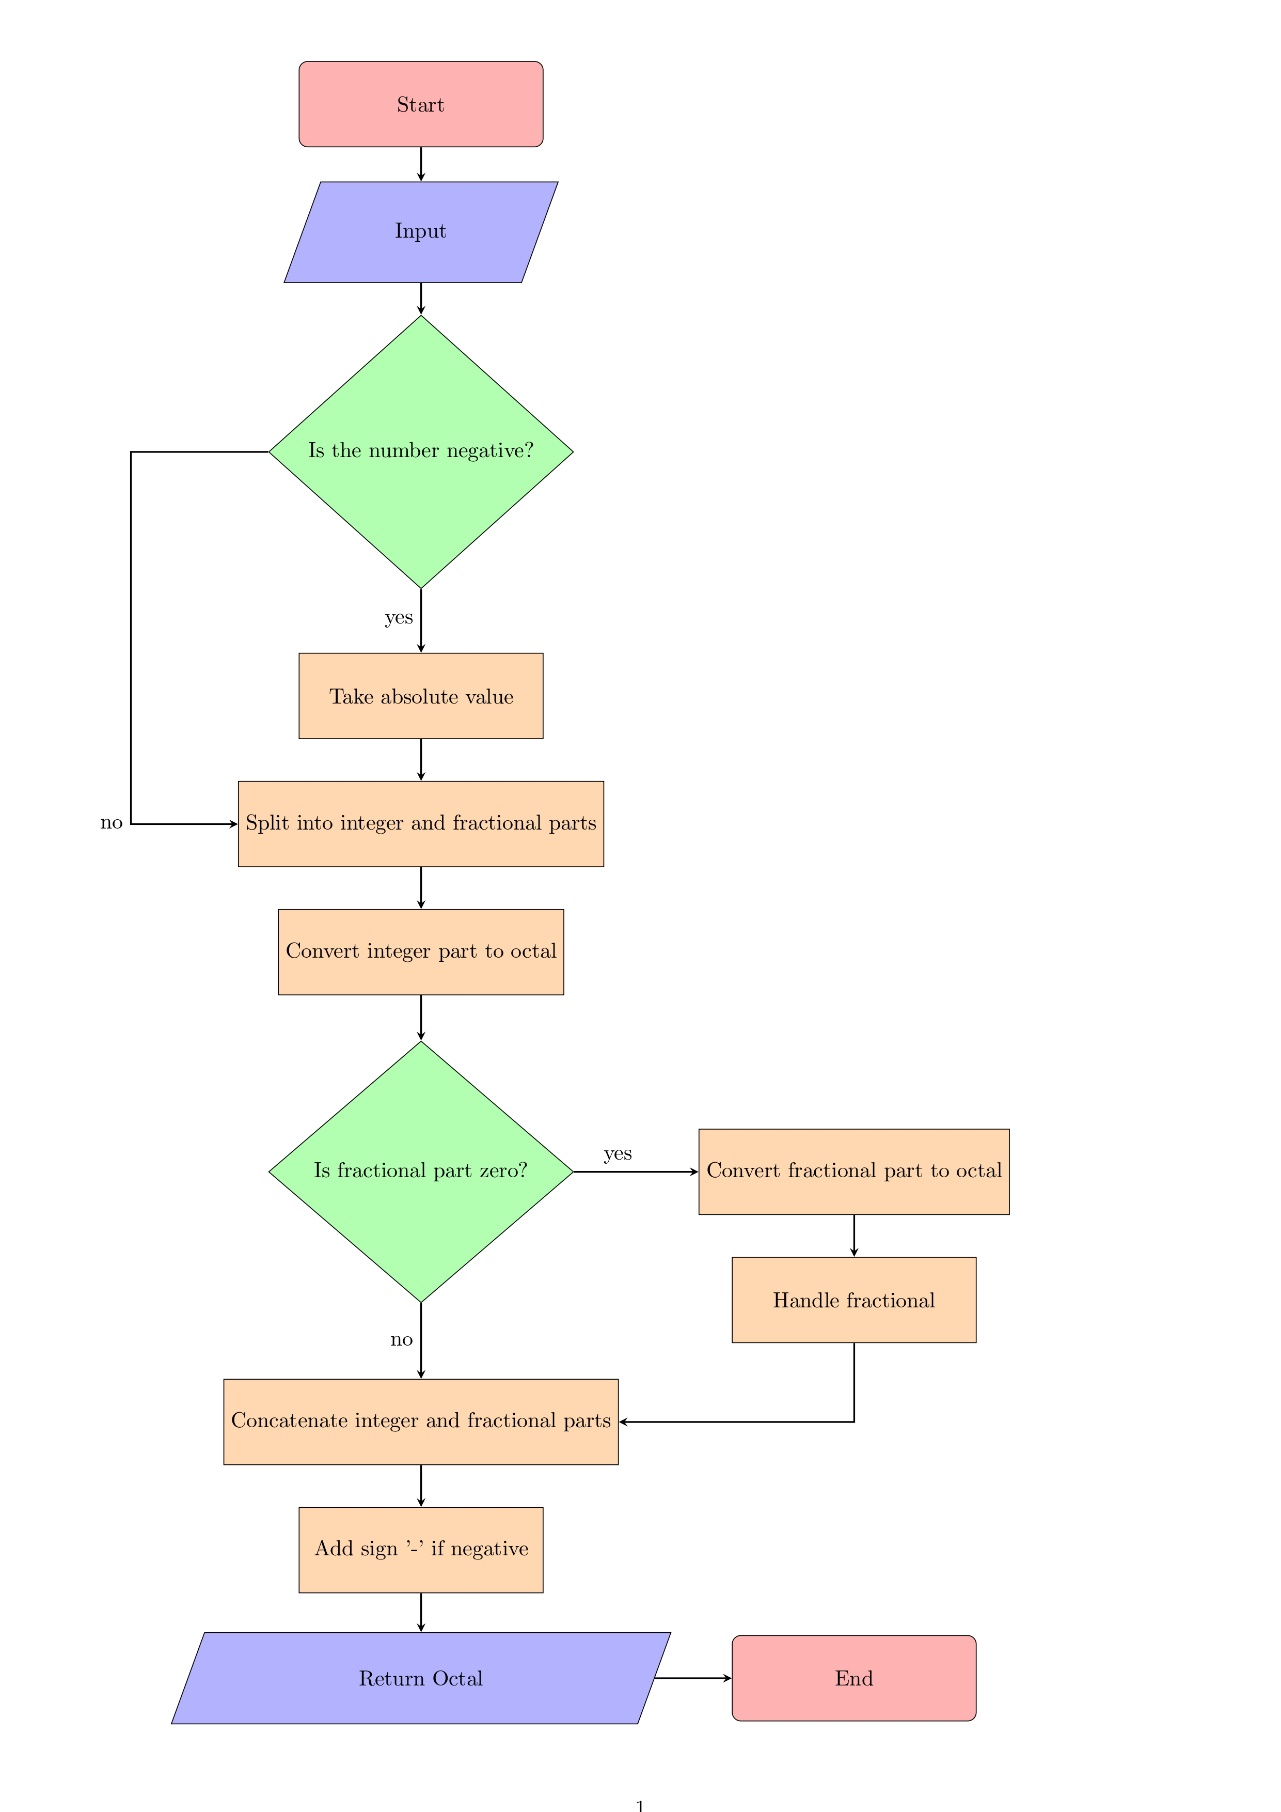 Start
Input
Is the number negative?
yes
Take absolute value
no
Split into integer and fractional parts
Convert integer part to octal
Is fractional part zero?
yes
Convert fractional part to octal
Handle fractional
no
Concatenate integer and fractional parts
Add sign '-' if negative
Return Octal
End
1